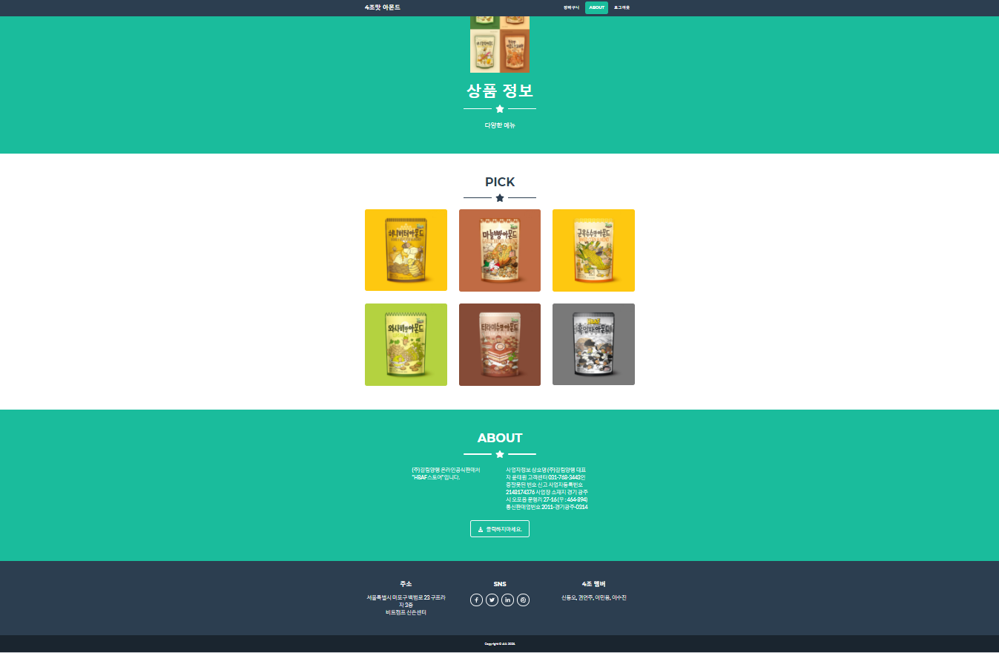 4조맛 아몬드
장바구니 ABOUT 로그아웃
상품 정보
다양한 메뉴
PICK
허니버터아몬드
마늘빵아몬드
군옥수수맛아몬드
와사비맛아몬드
티라미수맛아몬드
HBAF
흑임자아몬드
ABOUT
(주)길림양행 온라인공식판매처
"HBAF스토어"입니다.
사업자정보 상호명 (주)길림양행 대표
자 윤태원 고객센터 031-768-3443인
증잘못된 번호 신고 사업자등록번호
2148174376 사업장 소재지 경기 광주
시 오포읍 문형리 27-16 (우 : 464-894)
통신판매업번호 2011-경기광주-0314
클릭하지마세요.
주소
서울특별시 마포구 백범로 23 구프라
자 3층
비트캠프 신촌센터
SNS
4조 멤버
신동오, 권연주, 이민용, 이수진